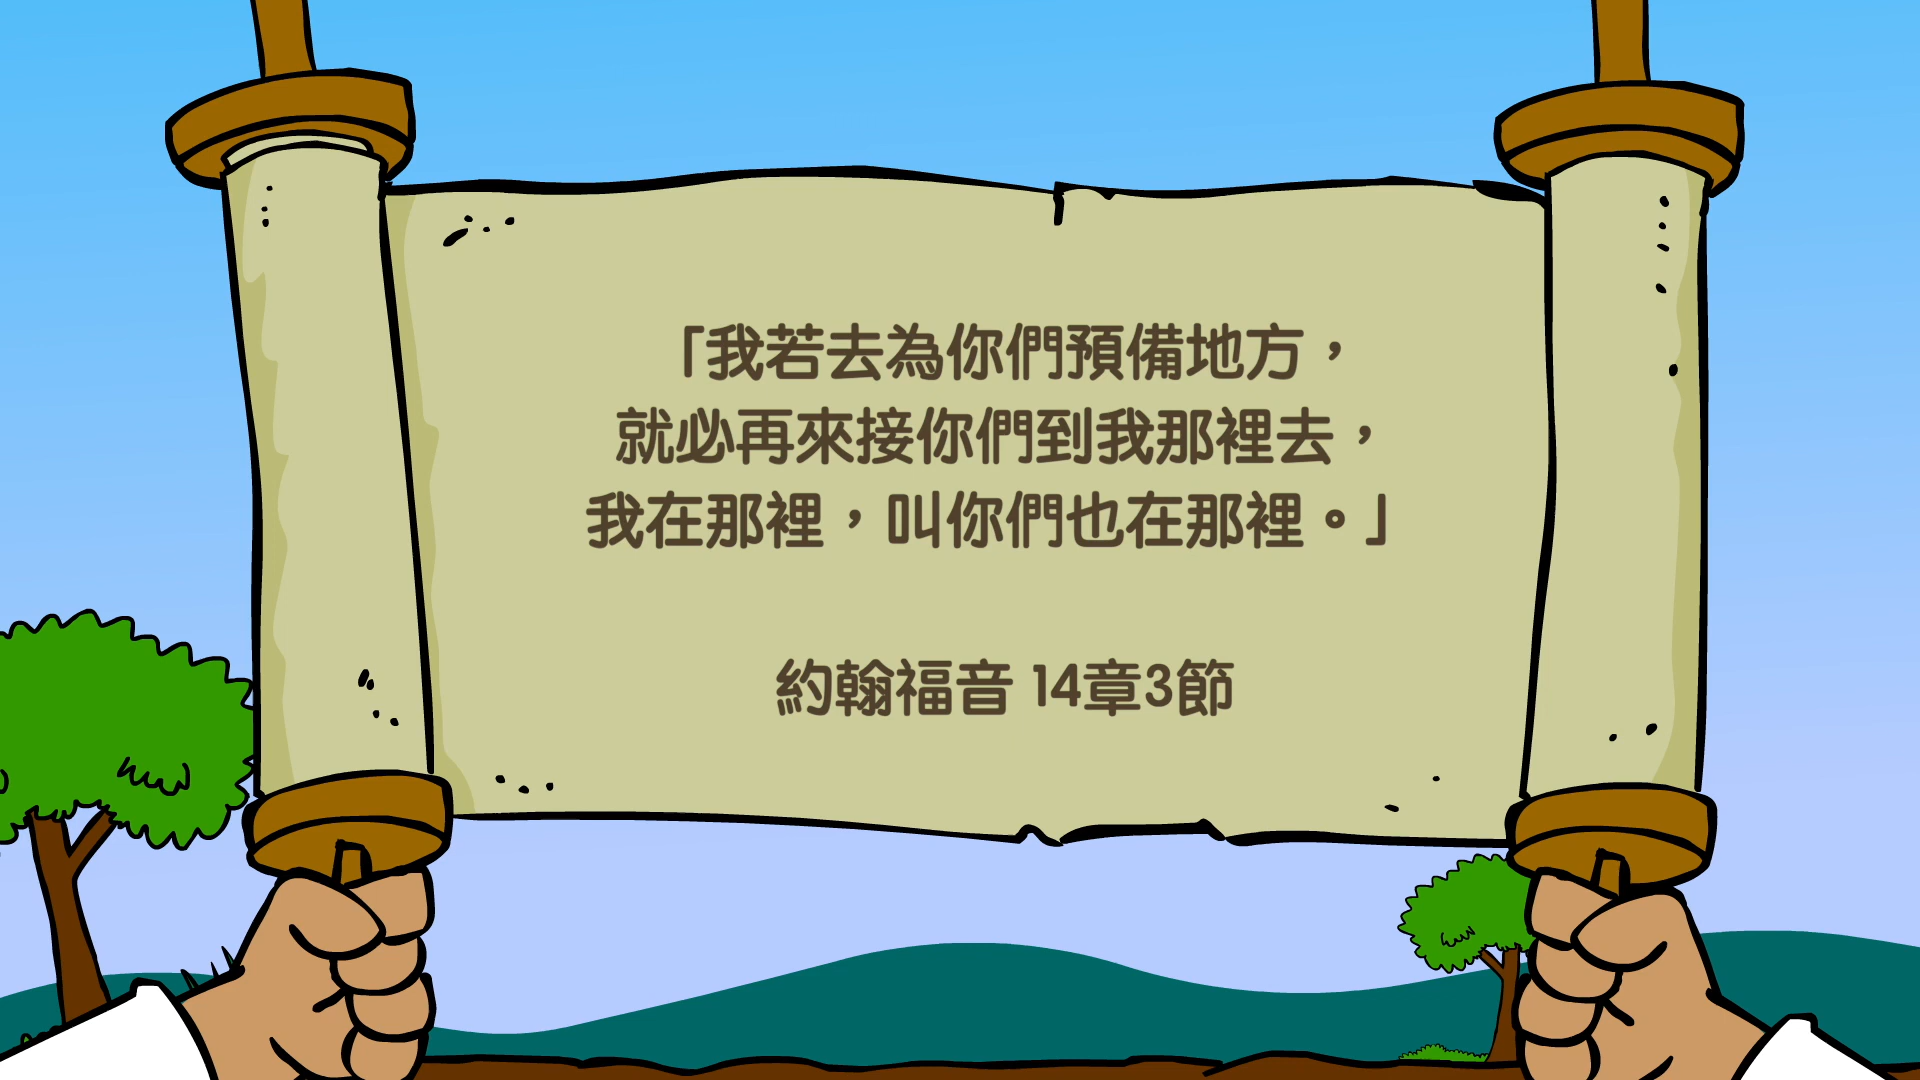 「我若去為你們預備地方，
就必再來接你們到我那裡去，
我在那裡，叫你們也在那裡。」
約翰福音 14章3節